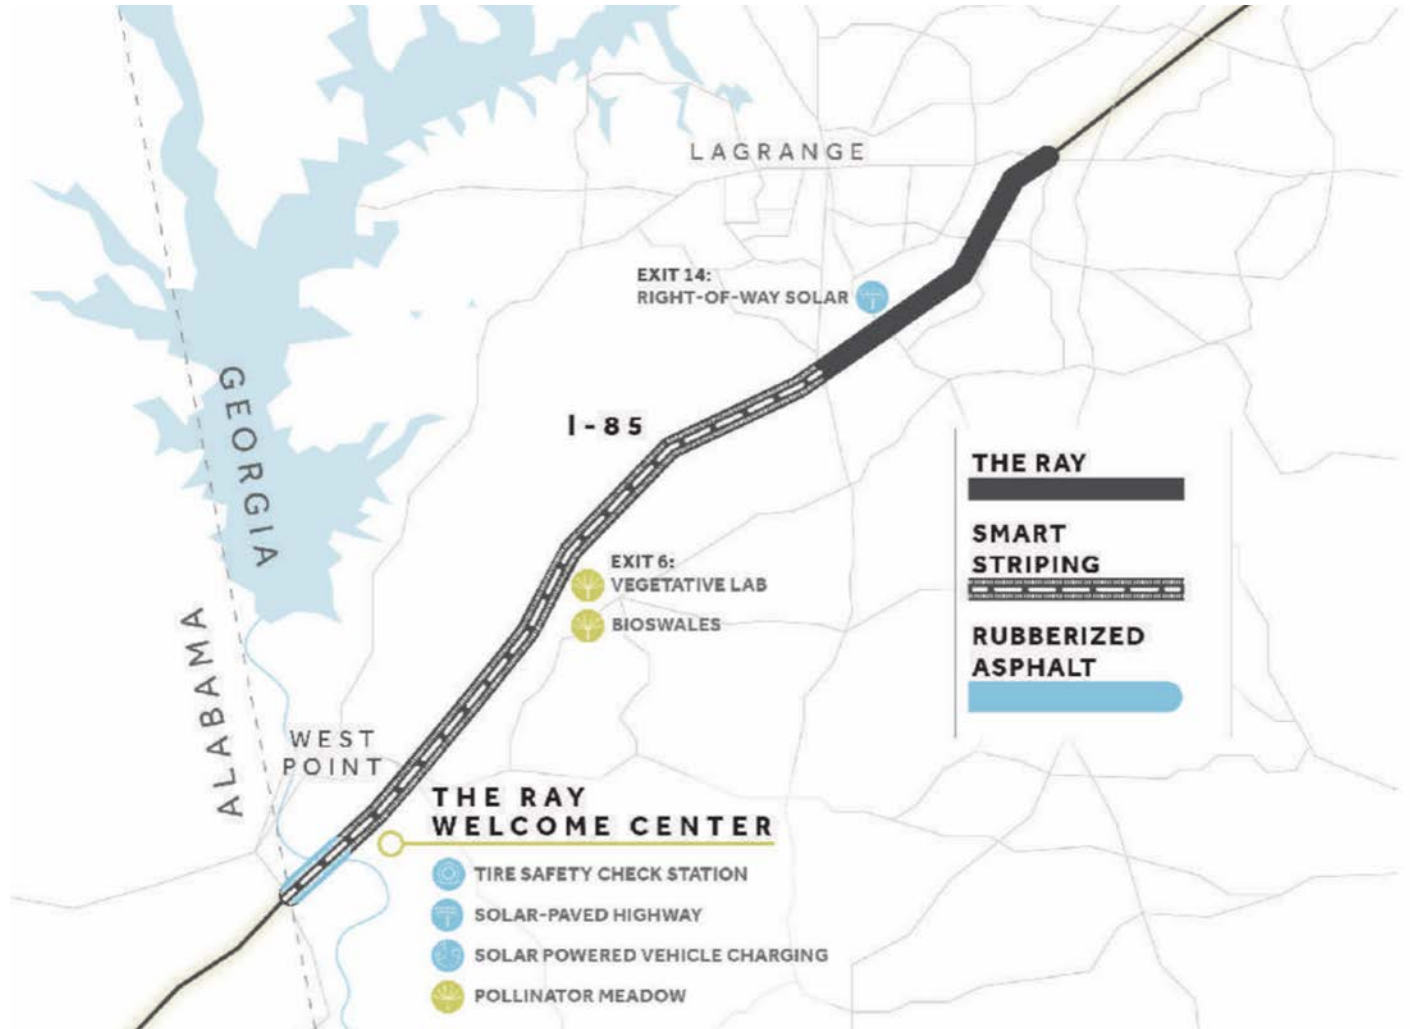 LAGRANGE
EXIT 14:
RIGHT-OF-WAY SOLAR
GEORGIA
I-85
THE RAY
SMART
STRIPING
RUBBERIZED
ASPHALT
EXIT 6:
VEGETATIVE LAB
BIOSWALES
ALABAMA
WEST
POINT
THE RAY
WELCOME CENTER
TIRE SAFETY CHECK STATION
SOLAR-PAVED HIGHWAY
SOLAR POWERED VEHICLE CHARGING
POLLINATOR MEADOW